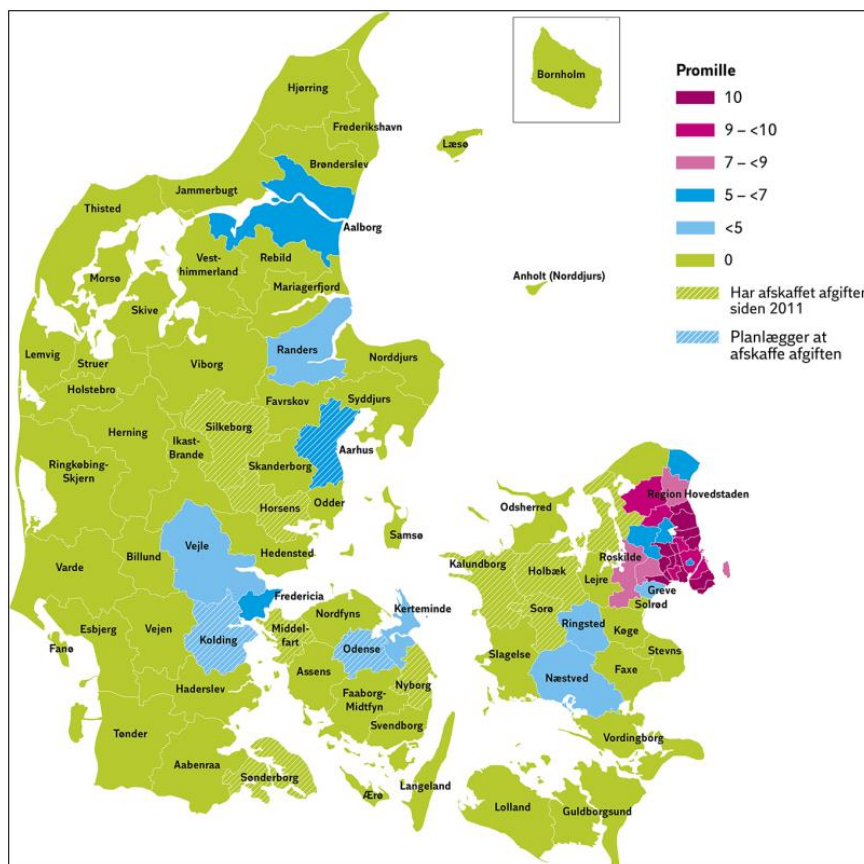 Bornholm
Promille
10
9 – <10
7 – <9
5 – <7
<5
0
Har afskaffet afgiften
siden 2011
Planlægger at
afskaffe afgiften
Hjørring
Frederikshavn
Læsø
Brønderslev
Jammerbugt
Thisted
Aalborg
Vest-
himmerland
Rebild
Morsø
Mariagerfjord
Anholt (Norddjurs)
Skive
Randers
Lemvig
Struer
Viborg
Norddjurs
Holstebro
Favrskov
Syddjurs
Silkeborg
Herning
Ikast-
Brande
Aarhus
Skanderborg
Ringkøbing-
Skjern
Horsens
Odder
Samsø
Hedensted
Vejle
Billund
Varde
Fredericia
Kerteminde
Nordfyns
Middel-
fart
Esbjerg
Vejen
Kolding
Odense
Fanø
Assens
Nyborg
Haderslev
Faaborg-
Midtfyn
Svendborg
Tønder
Aabenraa
Sønderborg
Ærø
Langeland
Region Hovedstaden
Odsherred
Roskilde
Kalundborg
Holbæk
Lejre
Greve
Solrød
Sorø
Ringsted
Køge
Stevns
Slagelse
Næstved
Faxe
Vordingborg
Lolland
Guldborgsund